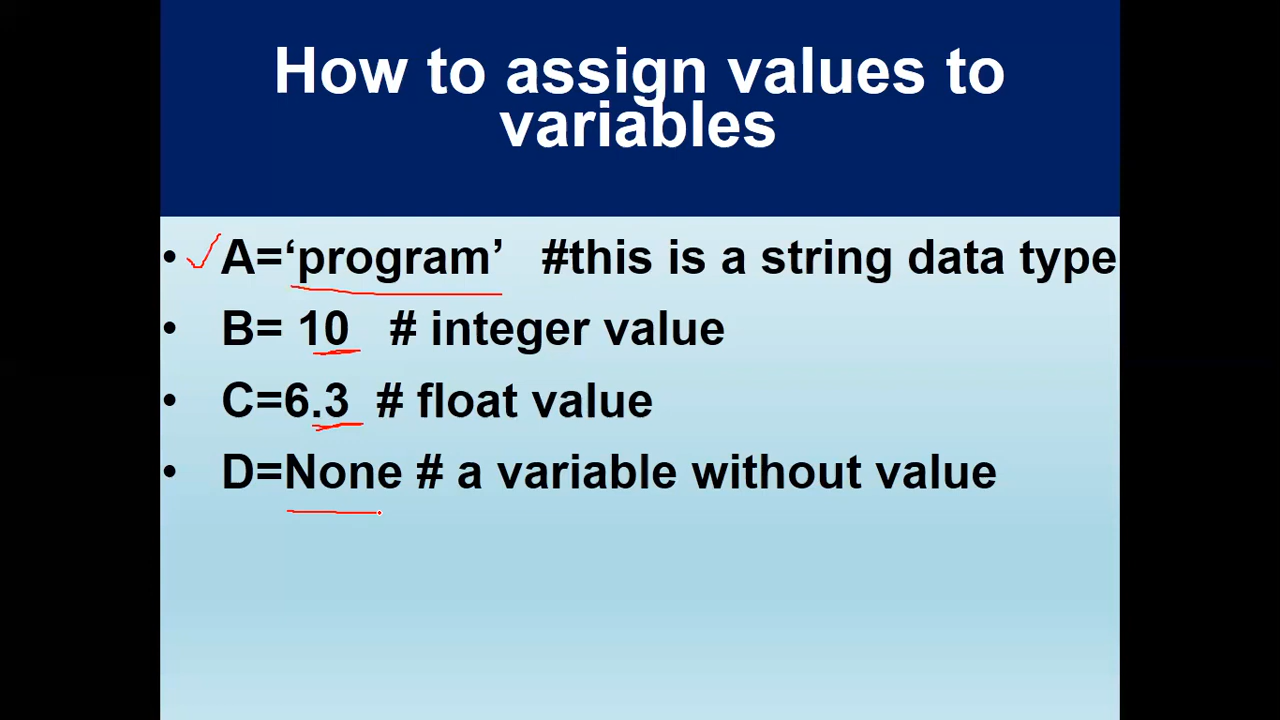 How to assign values to
variables
• A=‘program’ #this is a string data type
• B= 10 # integer value
• C=6.3 # float value
• D=None # a variable without value